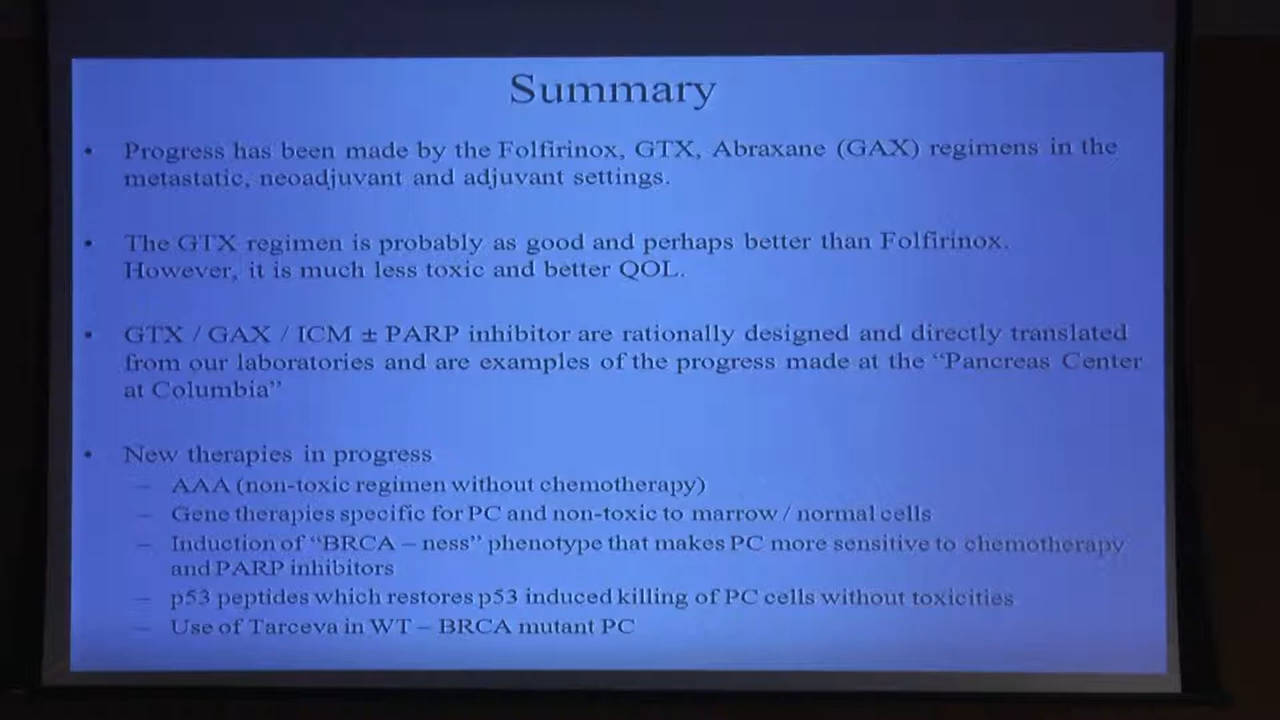 Summary
• Progress has been made by the Folfirinox, GTX, Abraxane (GAX) regimens in the
metastatic, neoadjuvant and adjuvant settings.
• The GTX regimen is probably as good and perhaps better than Folfirinox.
However, it is much less toxic and better QOL.
• GTX / GAX / ICM ± PARP inhibitor are rationally designed and directly translated
from our laboratories and are examples of the progress made at the “Pancreas Center
at Columbia”
• New therapies in progress
– AAA (non-toxic regimen without chemotherapy)
– Gene therapies specific for PC and non-toxic to marrow / normal cells
– Induction of “BRCA – ness” phenotype that makes PC more sensitive to chemotherapy
and PARP inhibitors
– p53 peptides which restores p53 induced killing of PC cells without toxicities
– Use of Tarceva in WT – BRCA mutant PC